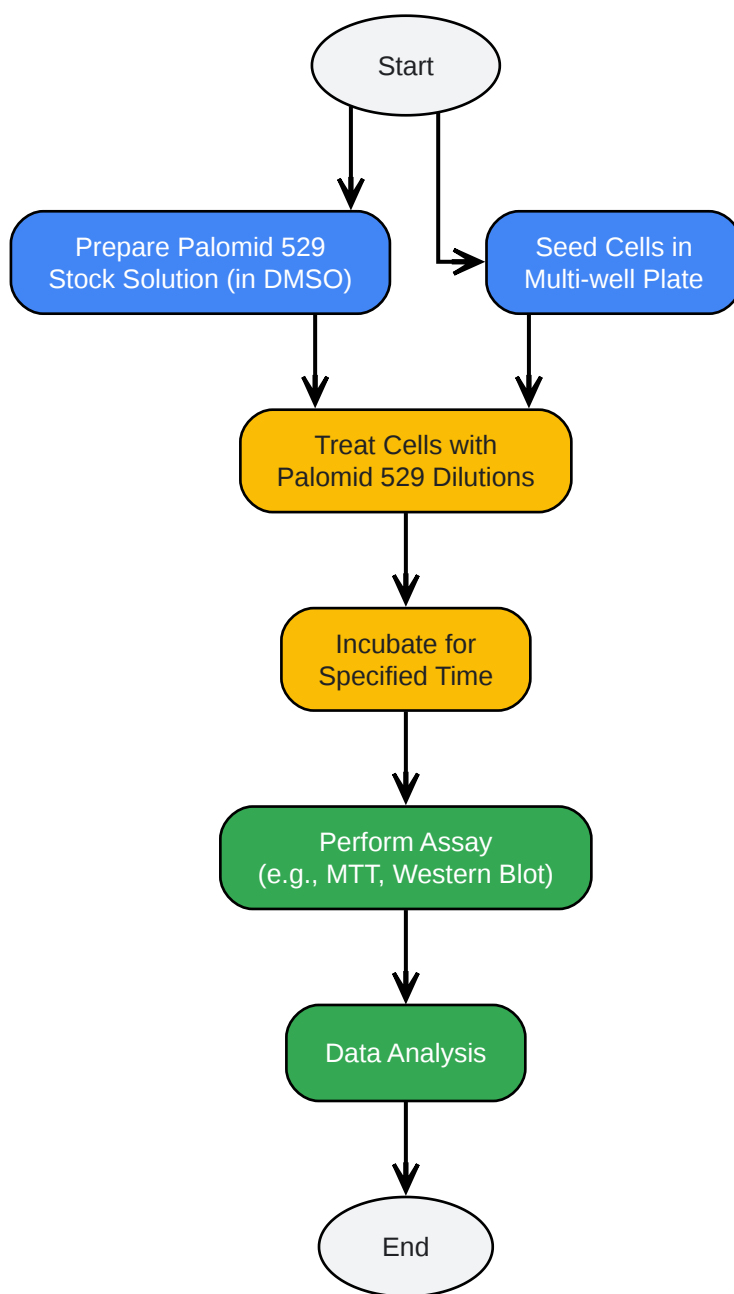 Start
Prepare Palomid 529
Stock Solution (in DMSO)
Seed Cells in
Multi-well Plate
Treat Cells with
Palomid 529 Dilutions
Incubate for
Specified Time
Perform Assay
(e.g., MTT, Western Blot)
Data Analysis
End